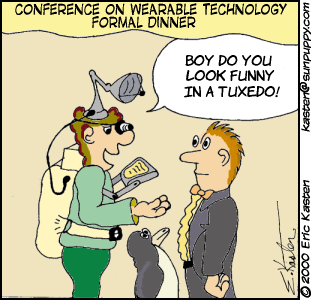 CONFERENCE ON WEARABLE TECHNOLOGY
FORMAL DINNER
BOY DO YOU
LOOK FUNNY
IN A TUXEDO!
kasten@sunpuppy.com
© 2000 Eric Kasten
E. Kasten